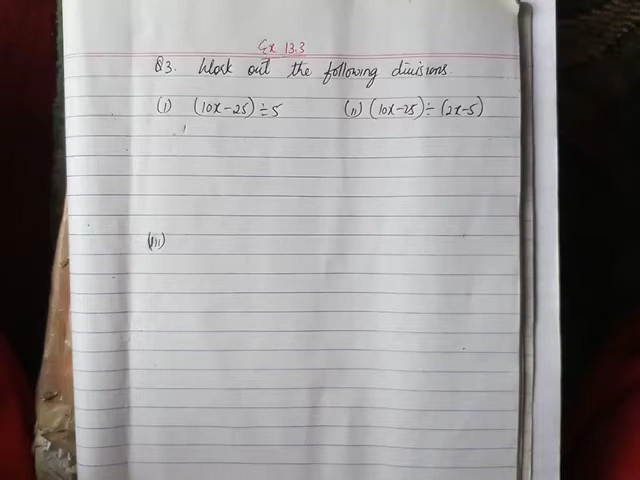 Ex 13.3
Q3. Work out the following divisions.
(i) (10x-25)÷5 (ii) (10x-25)÷(2x-5)
(iii)